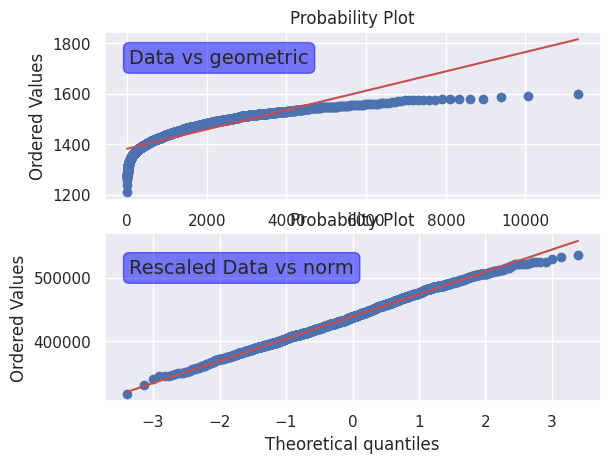 Probability Plot
Data vs geometric
Ordered Values
1800
1600
1400
1200
0 2000 4000 6000 8000 10000
Probability Plot
Rescaled Data vs norm
Ordered Values
500000
400000
−3 −2 −1 0 1 2 3
Theoretical quantiles